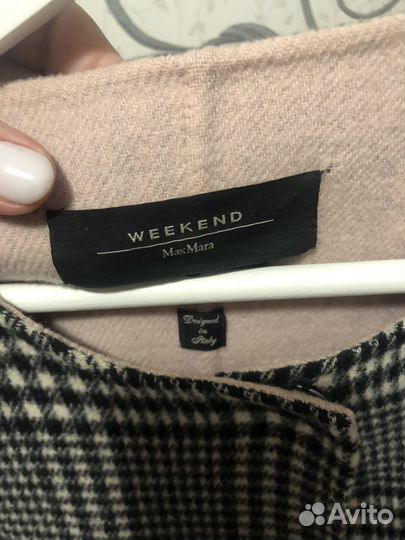 WEEKEND
MaxMara
Designed
in
Italy
Avito